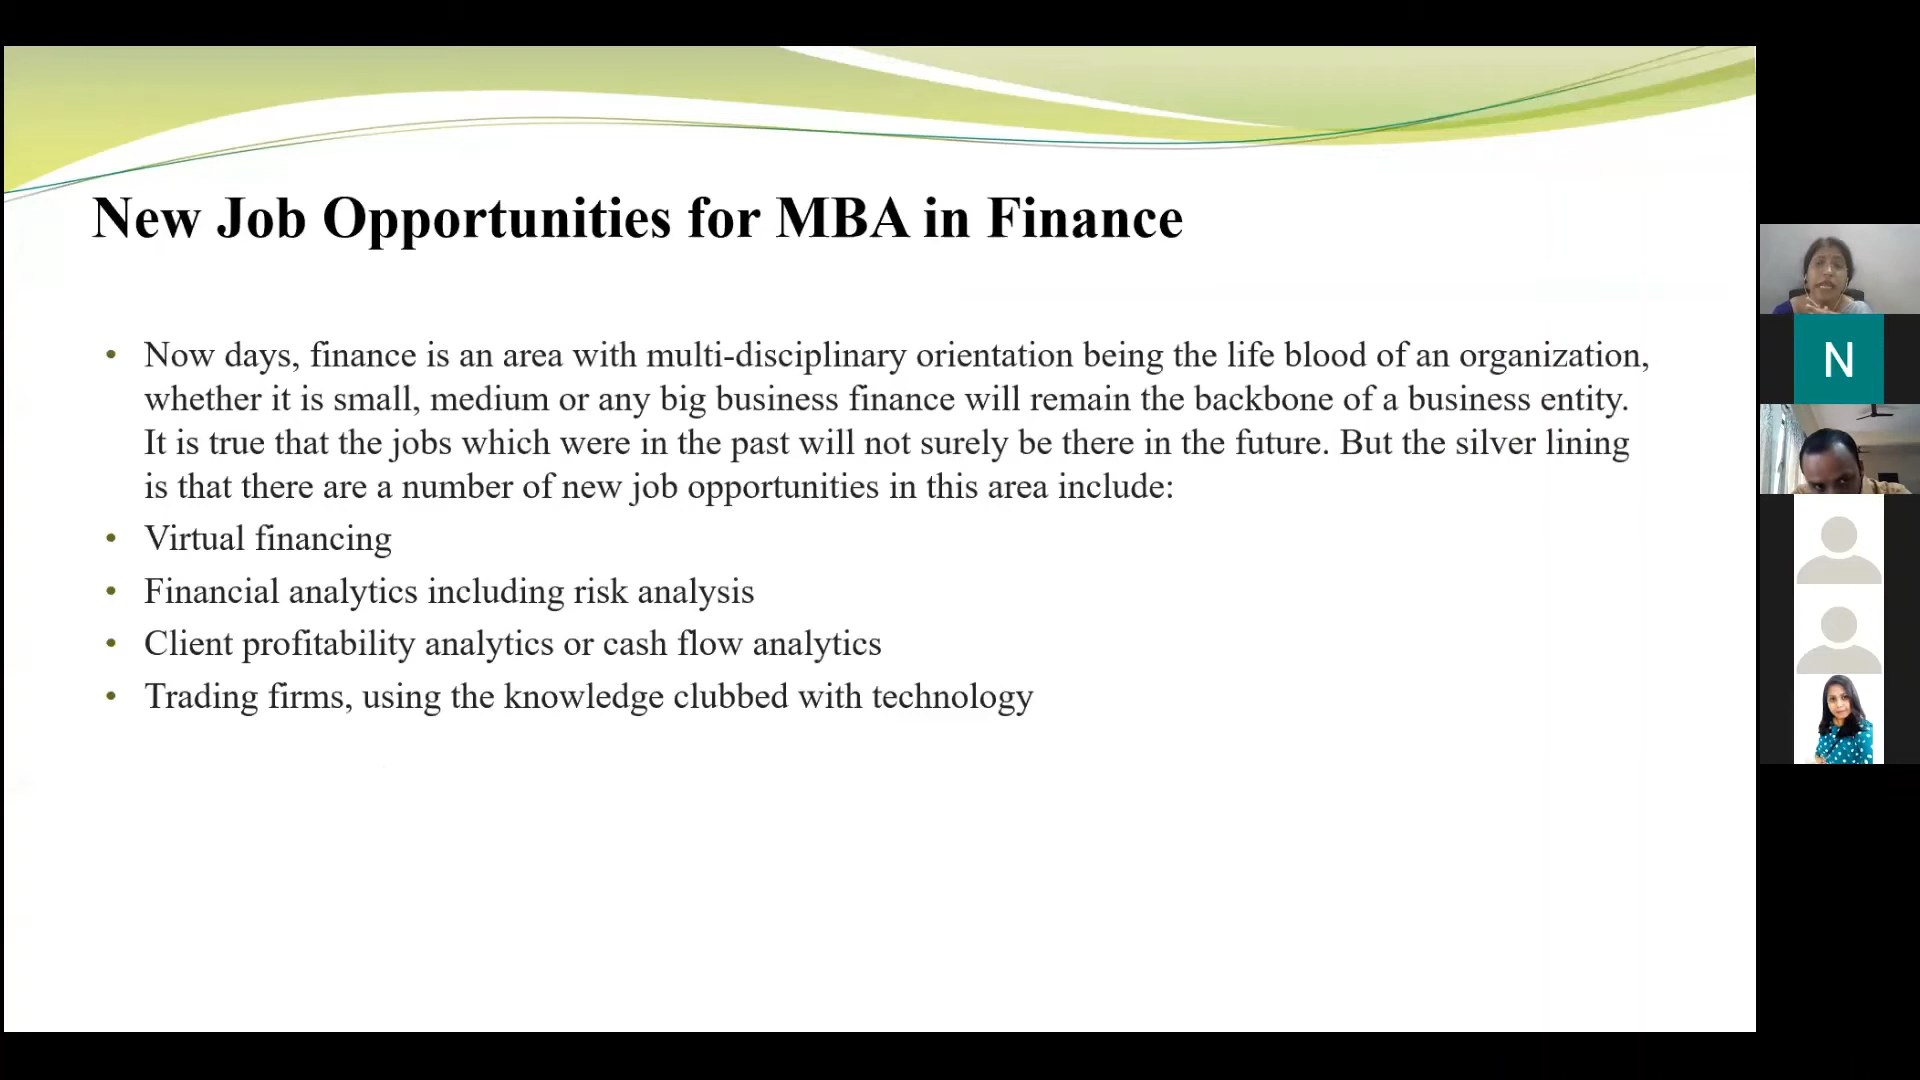 New Job Opportunities for MBA in Finance
• Now days, finance is an area with multi-disciplinary orientation being the life blood of an organization,
whether it is small, medium or any big business finance will remain the backbone of a business entity.
It is true that the jobs which were in the past will not surely be there in the future. But the silver lining
is that there are a number of new job opportunities in this area include:
• Virtual financing
• Financial analytics including risk analysis
• Client profitability analytics or cash flow analytics
• Trading firms, using the knowledge clubbed with technology
N